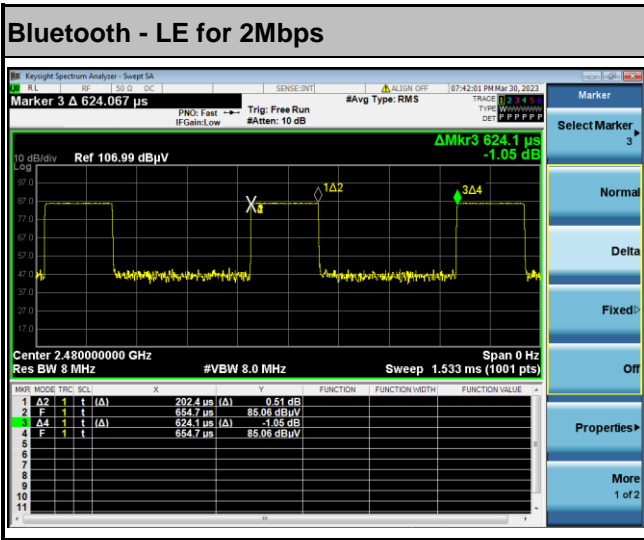 Bluetooth - LE for 2Mbps
Keysight Spectrum Analyzer - Swept SA
RL RF 50 Ω DC SENSE:INT ALIGN OFF 07:42:01 PM Mar 30, 2023
Marker 3 Δ 624.067 µs
PNO: Fast
IFGain:Low
Trig: Free Run
#Atten: 10 dB
#Avg Type: RMS
TRACE 1 2 3 4 5 6
TYPE
DET P P P P P P
Marker
Select Marker
3
Normal
Delta
Fixed
Off
Properties
More
1 of 2
ΔMkr3 624.1 µs
-1.05 dB
10 dB/div Ref 106.99 dBµV
Log
97.0
87.0
77.0
67.0
57.0
47.0
37.0
27.0
17.0
1Δ2
3Δ4
Center 2.480000000 GHz Span 0 Hz
Res BW 8 MHz #VBW 8.0 MHz Sweep 1.533 ms (1001 pts)
MKR MODE TRC SCL X Y FUNCTION FUNCTION WIDTH FUNCTION VALUE
1 Δ2 1 t (Δ) 202.4 µs (Δ) 0.51 dB
2 F 1 t 654.7 µs 85.06 dBµV
3 Δ4 1 t (Δ) 624.1 µs (Δ) -1.05 dB
4 F 1 t 654.7 µs 85.06 dBµV
5
6
7
8
9
10
11